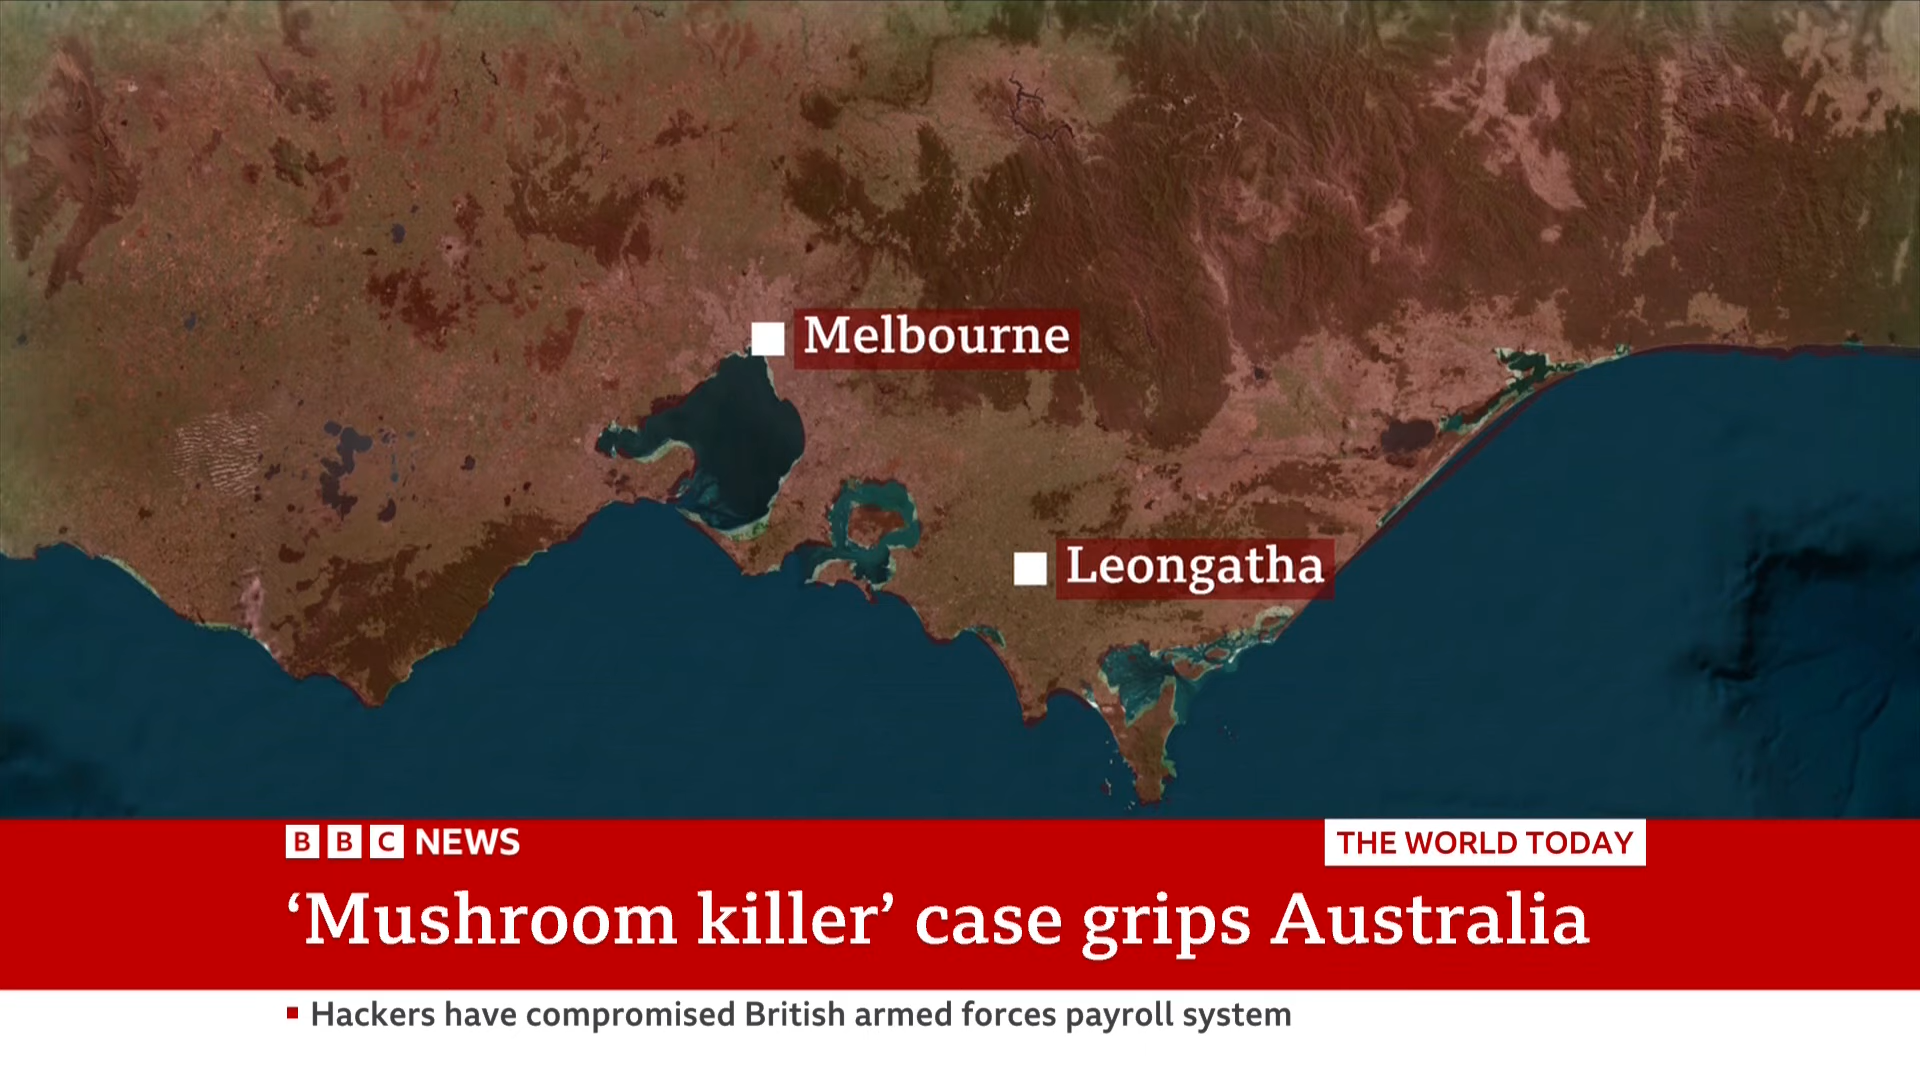 Melbourne
Leongatha
BBC NEWS
THE WORLD TODAY
‘Mushroom killer’ case grips Australia
Hackers have compromised British armed forces payroll system